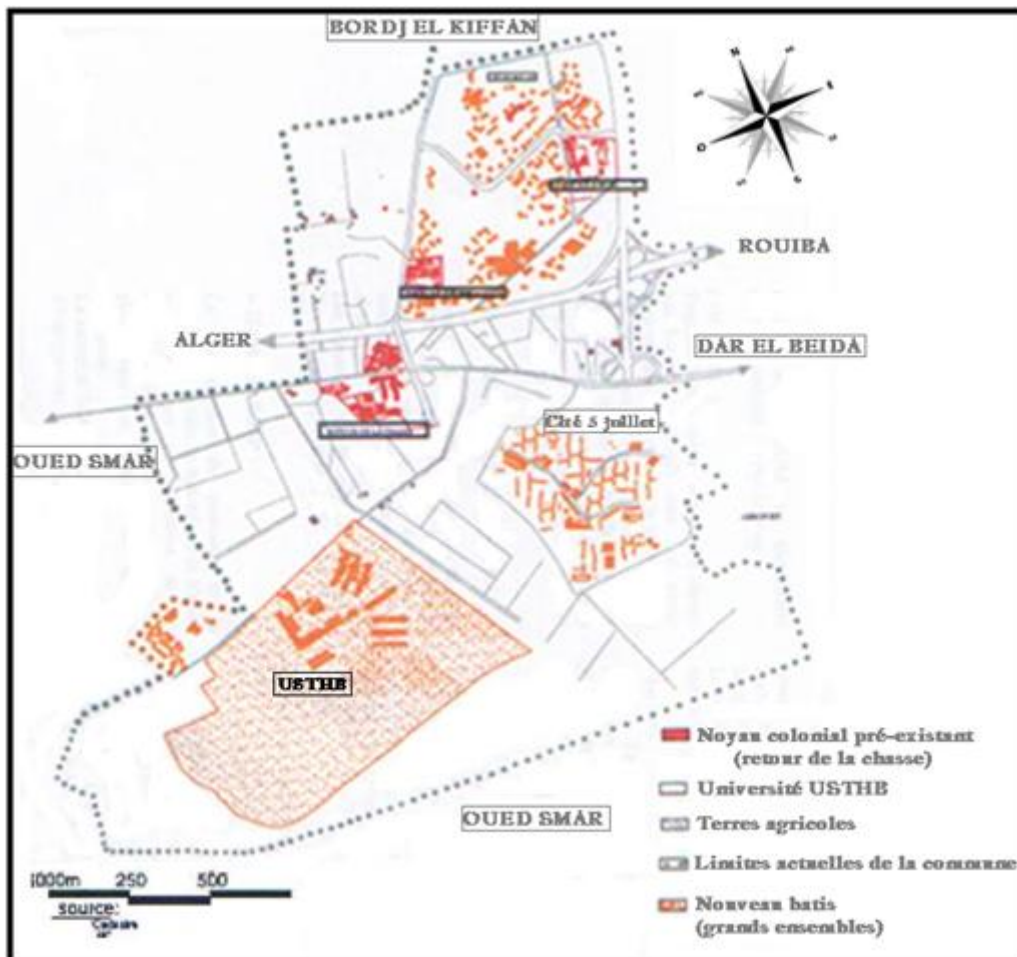 BORDJ EL KIFFAN
ROUIBA
ALGER
DAR EL BEIDA
Cité 5 juillet
OUED SMAR
USTHB
OUED SMAR
Noyau colonial pré-existant
(retour de la chasse)
Université USTHB
Terres agricoles
Limites actuelles de la commune
Nouveau batis
(grands ensembles)
1000m 250 500
source: